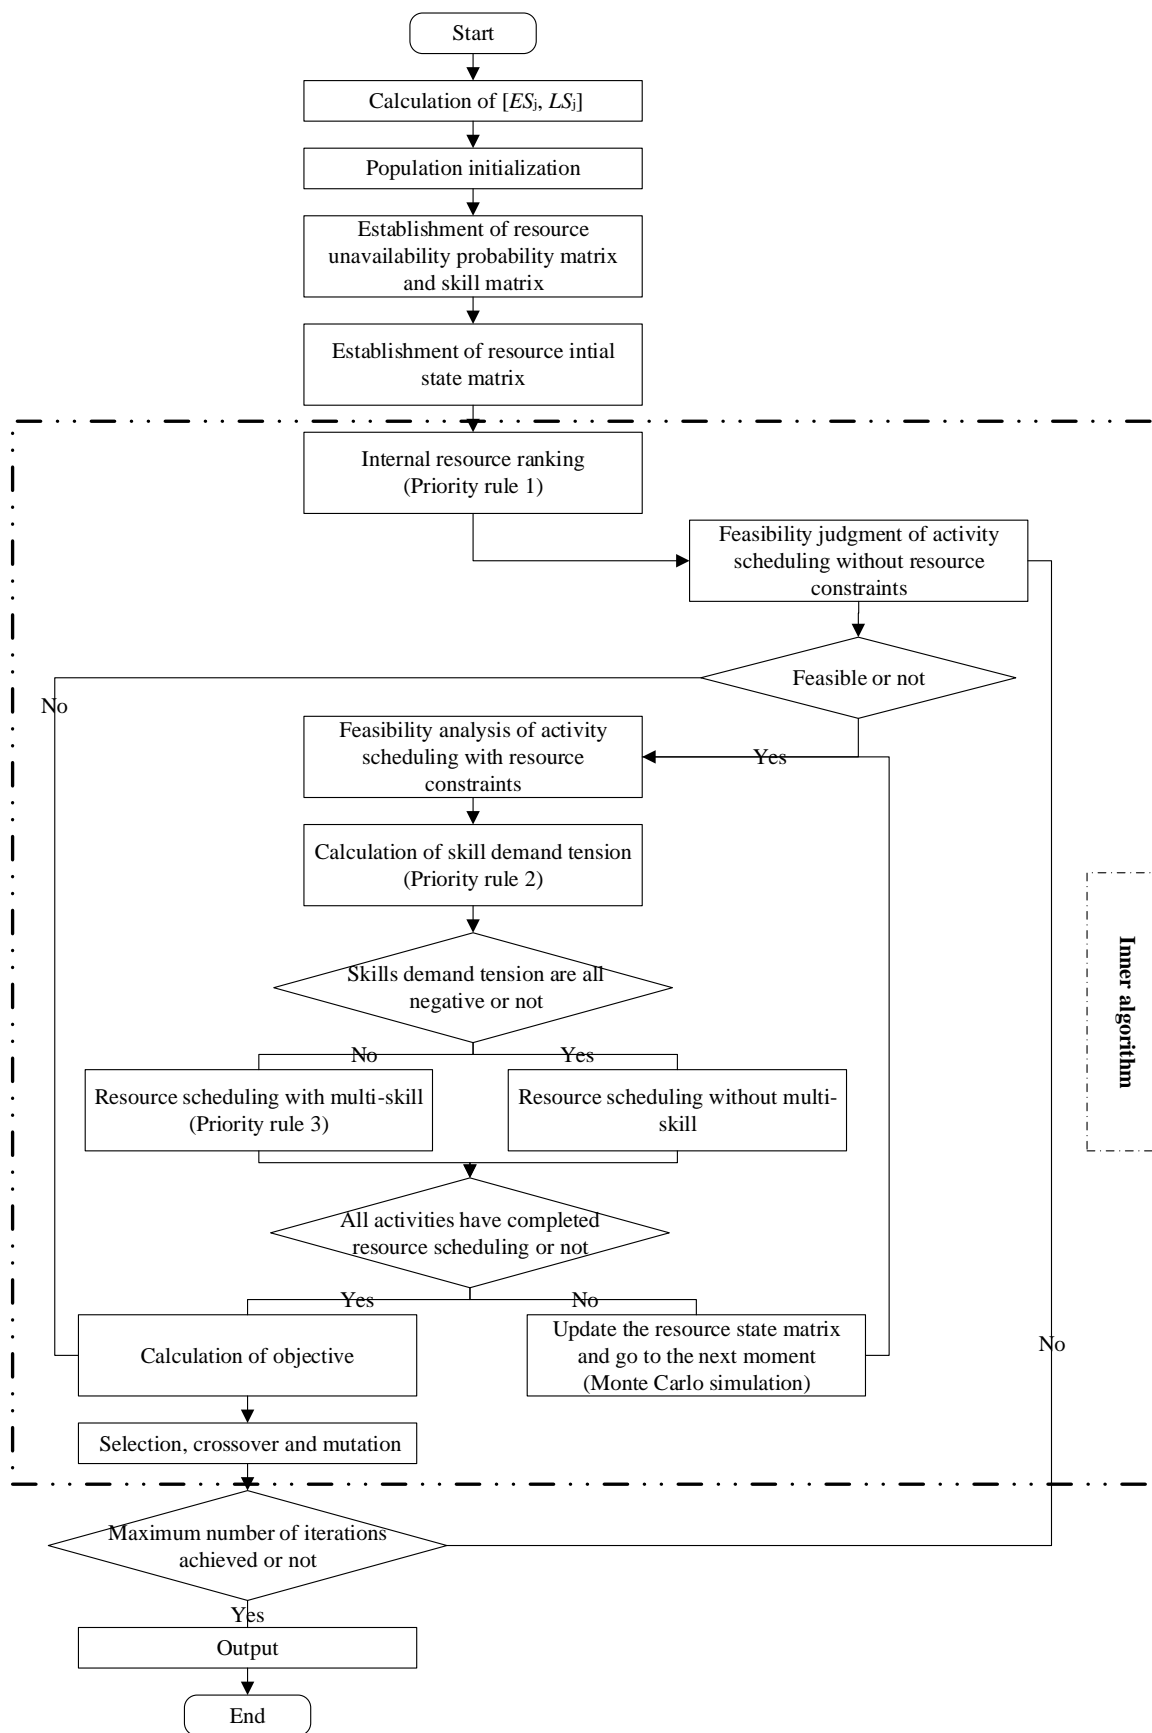 Start
Calculation of [ESj, LSj]
Population initialization
Establishment of resource
unavailability probability matrix
and skill matrix
Establishment of resource intial
state matrix
Internal resource ranking
(Priority rule 1)
Feasibility judgment of activity
scheduling without resource
constraints
Feasible or not
No
Feasibility analysis of activity
scheduling with resource
constraints
Yes
Calculation of skill demand tension
(Priority rule 2)
Skills demand tension are all
negative or not
No
Yes
Resource scheduling with multi-skill
(Priority rule 3)
Resource scheduling without multi-
skill
Inner algorithm
All activities have completed
resource scheduling or not
Yes
No
Calculation of objective
Update the resource state matrix
and go to the next moment
(Monte Carlo simulation)
No
Selection, crossover and mutation
Maximum number of iterations
achieved or not
Yes
Output
End